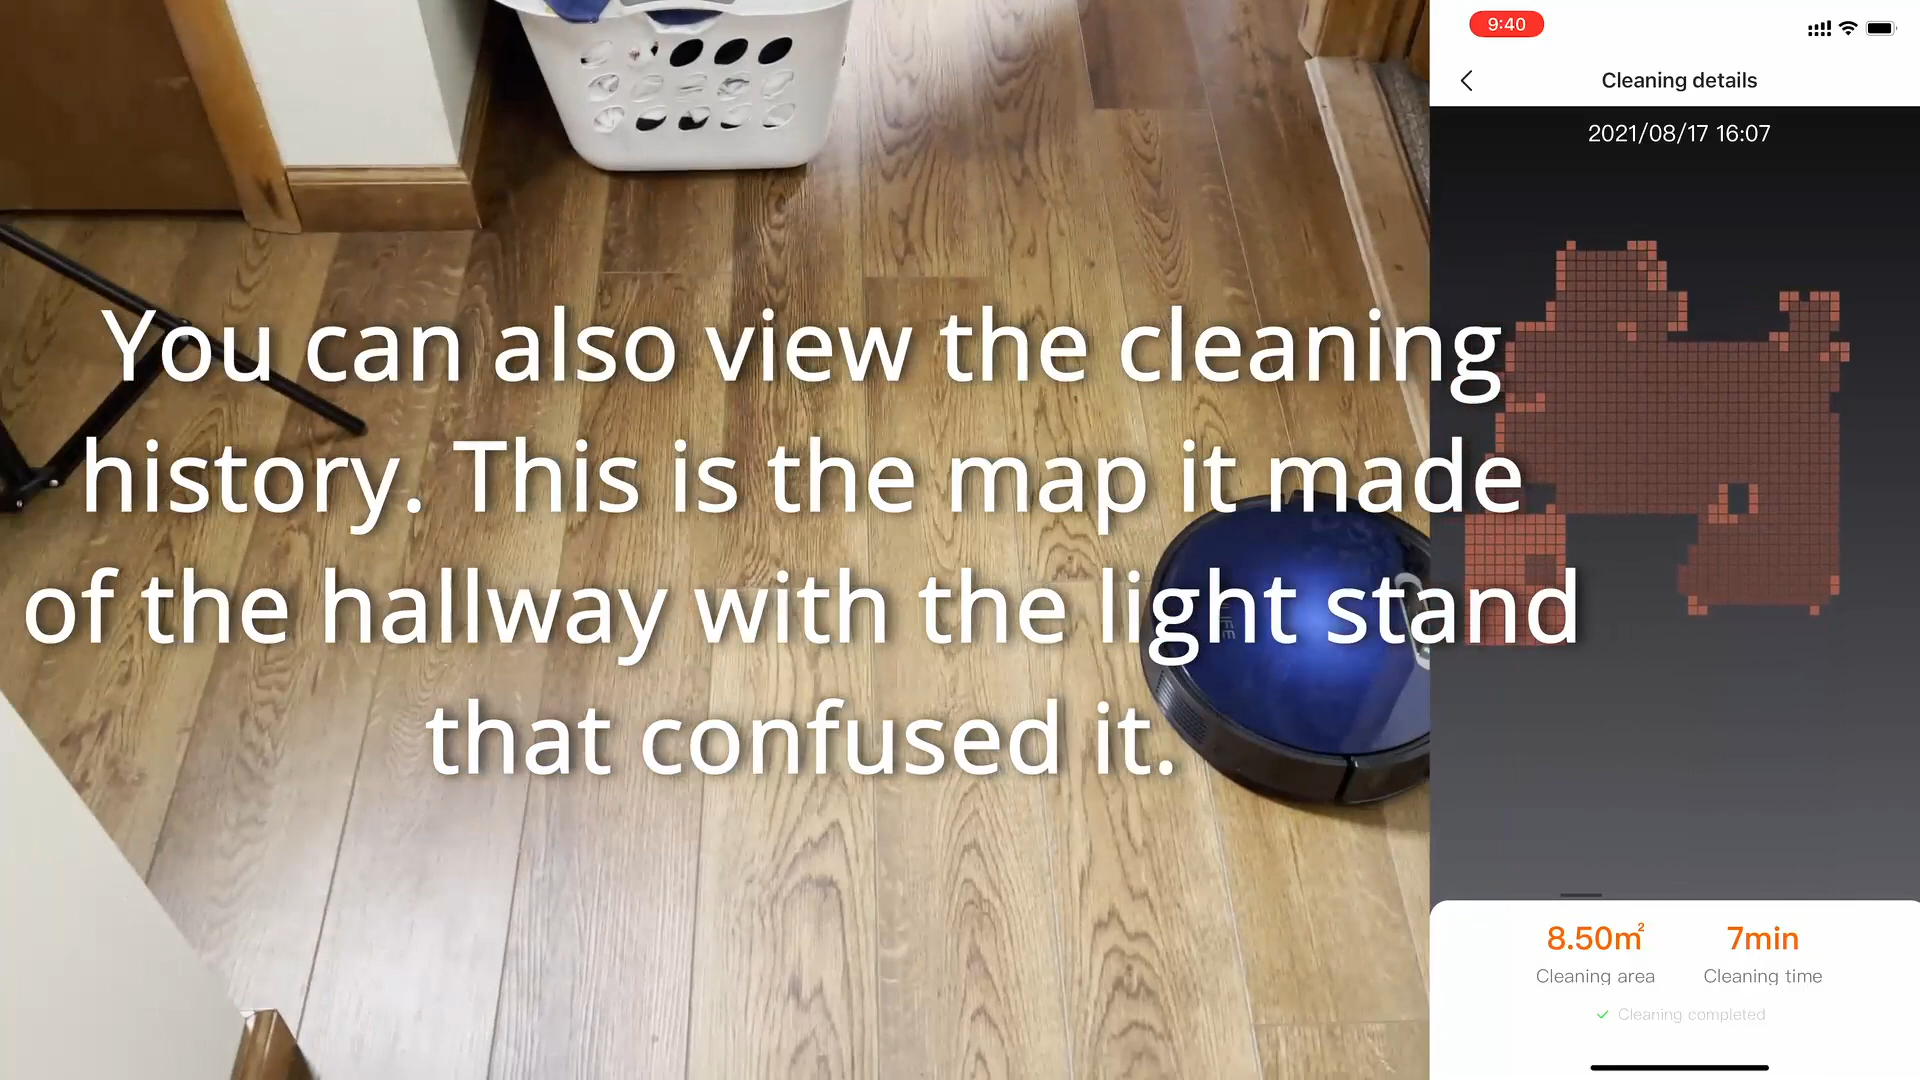 9:40
Cleaning details
2021/08/17 16:07
You can also view the cleaning
history. This is the map it made
of the hallway with the light stand
that confused it.
8.50m²
7min
Cleaning area
Cleaning time
Cleaning completed